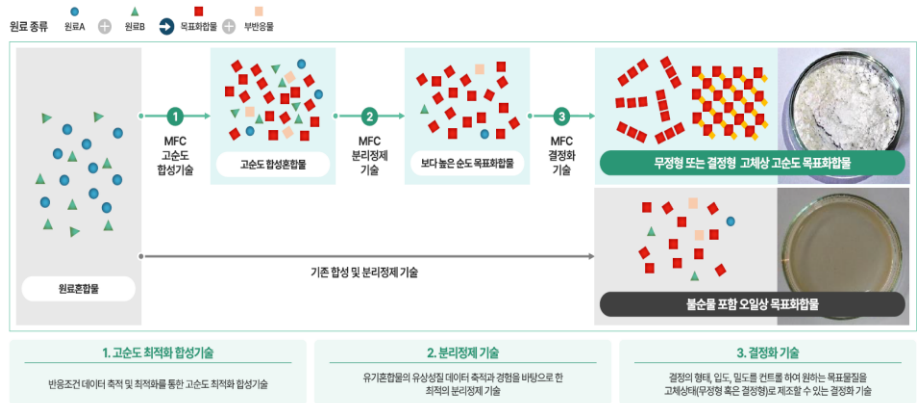 원료 종류 원료A 원료B 목표화합물 부반응물
1
MFC
고순도
합성기술
2
MFC
분리정제
기술
3
MFC
결정화
기술
고순도 합성혼합물
보다 높은 순도 목표화합물
무정형 또는 결정형 고체상 고순도 목표화합물
원료혼합물
기존 합성 및 분리정제 기술
불순물 포함 오일상 목표화합물
1. 고순도 최적화 합성기술
반응조건 데이터 축적 및 최적화를 통한 고순도 최적화 합성기술
2. 분리정제 기술
유기혼합물의 유상성질 데이터 축적과 경험을 바탕으로 한
최적의 분리정제 기술
3. 결정화 기술
결정의 형태, 입도, 밀도를 컨트롤 하여 원하는 목표물질을
고체상태(무정형 혹은 결정형)로 제조할 수 있는 결정화 기술